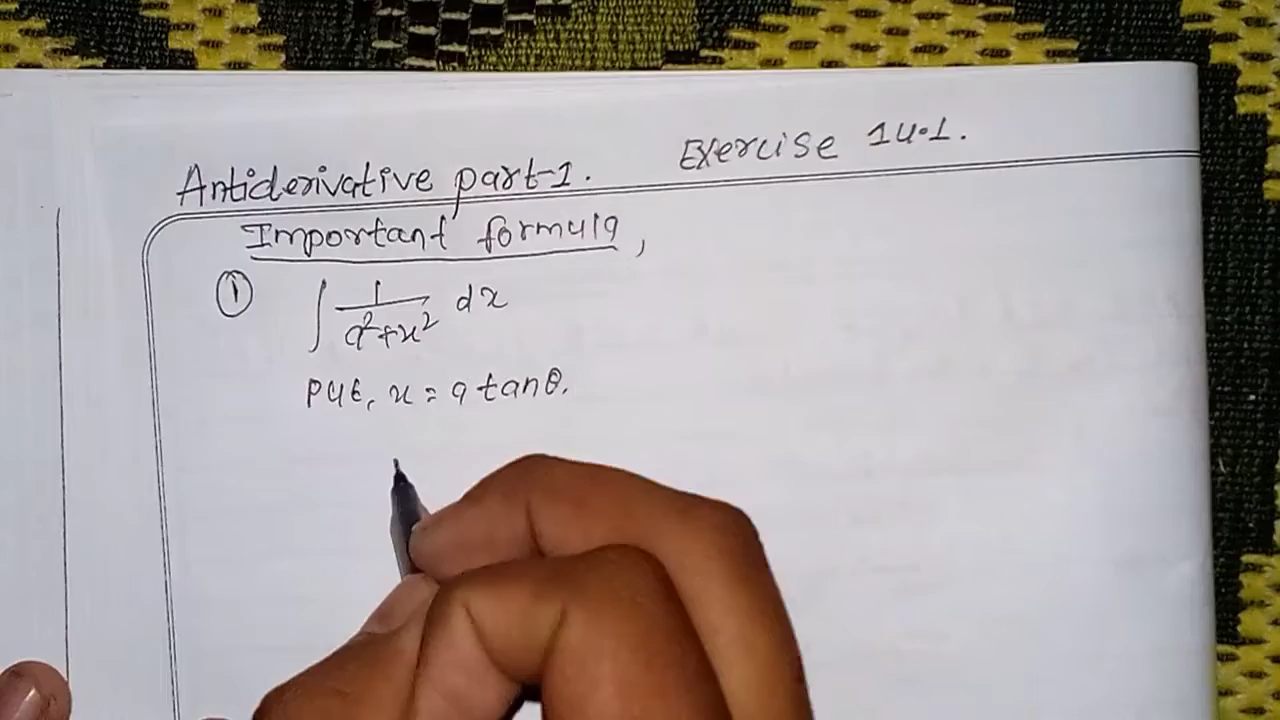 Antiderivative part-1. Exercise 14.1.
Important formula,
① ∫ 1/(a²+x²) dx
Put, x = a tanθ.